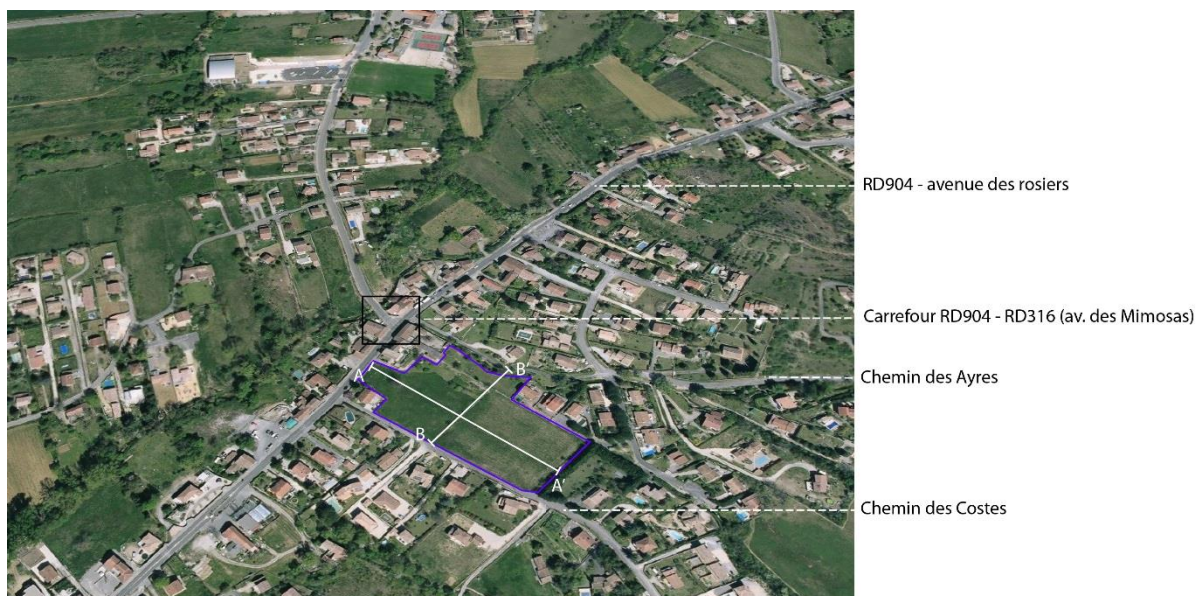 RD904 - avenue des rosiers
Carrefour RD904 - RD316 (av. des Mimosas)
Chemin des Ayres
A
B'
B
A'
Chemin des Costes